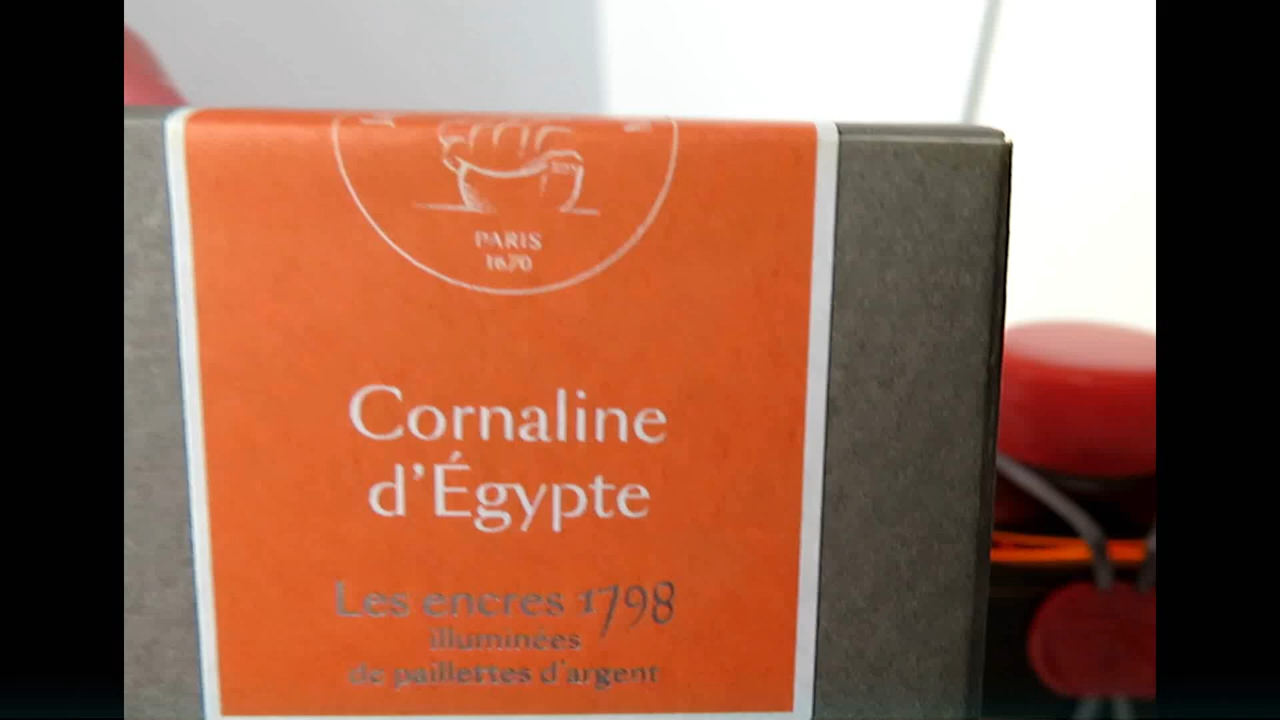 PARIS
1670
Cornaline
d'Égypte
Les encres 1798
illuminées
de paillettes d'argent